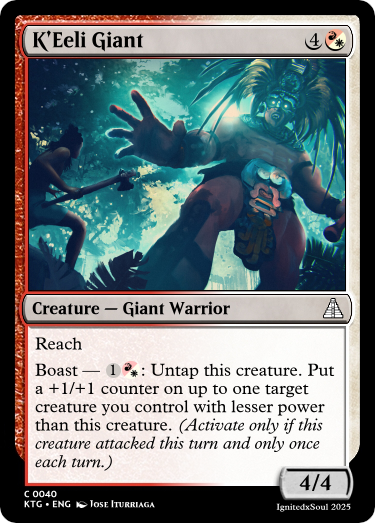 K'Eeli Giant 4
Creature — Giant Warrior
Reach
Boast — 1 : Untap this creature. Put
a +1/+1 counter on up to one target
creature you control with lesser power
than this creature. (Activate only if this
creature attacked this turn and only once
each turn.)
4/4
C 0040
KTG • ENG Jose Iturriaga
IgnitedxSoul 2025